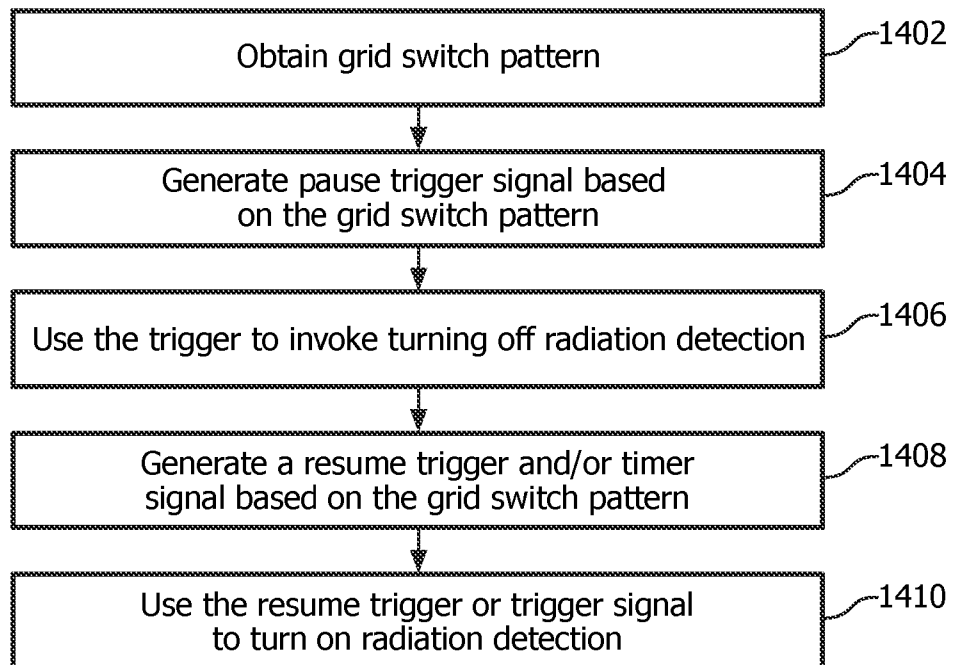 Obtain grid switch pattern
1402
Generate pause trigger signal based
on the grid switch pattern
1404
Use the trigger to invoke turning off radiation detection
1406
Generate a resume trigger and/or timer
signal based on the grid switch pattern
1408
Use the resume trigger or trigger signal
to turn on radiation detection
1410